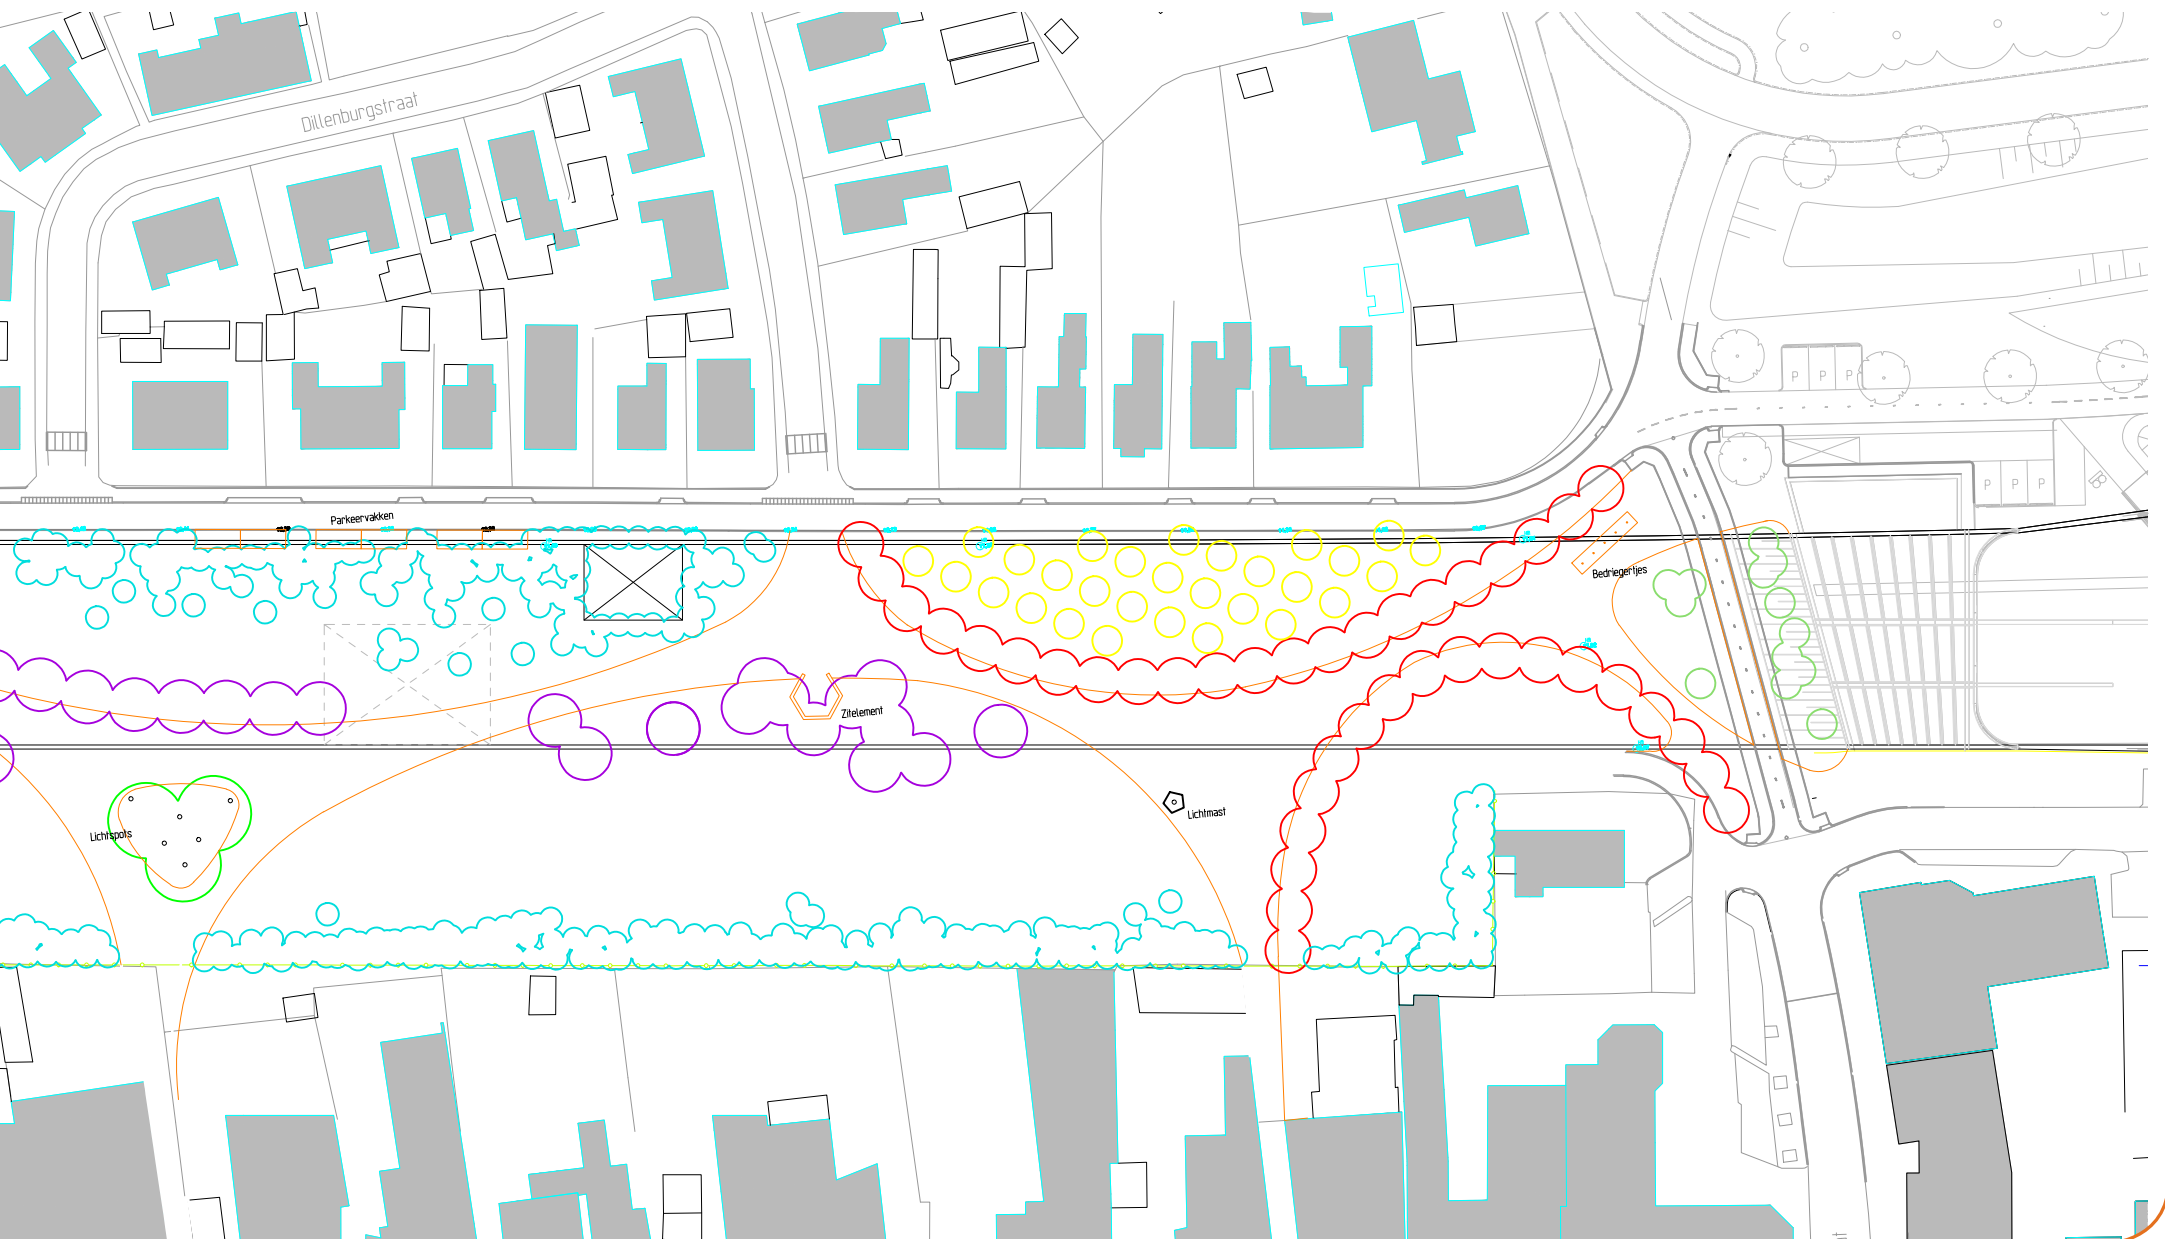 Dillenburgstraat
P P P
P P P
Parkeervakken
Bedriegertjes
Zitelement
Lichtmast
Lichtspots